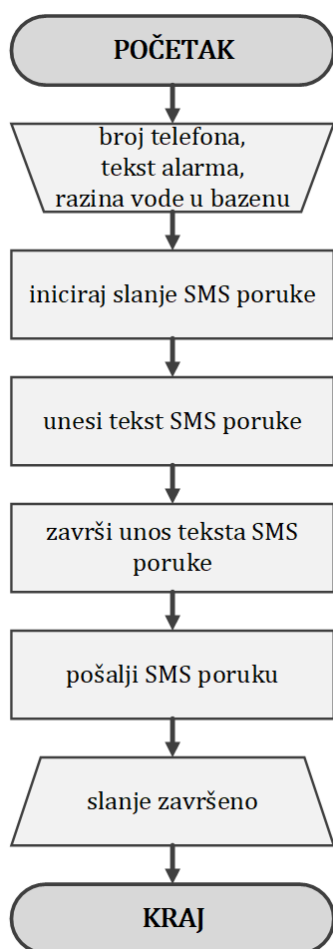 POČETAK
broj telefona,
tekst alarma,
razina vode u bazenu
iniciraj slanje SMS poruke
unesi tekst SMS poruke
završi unos teksta SMS
poruke
pošalji SMS poruku
slanje završeno
KRAJ